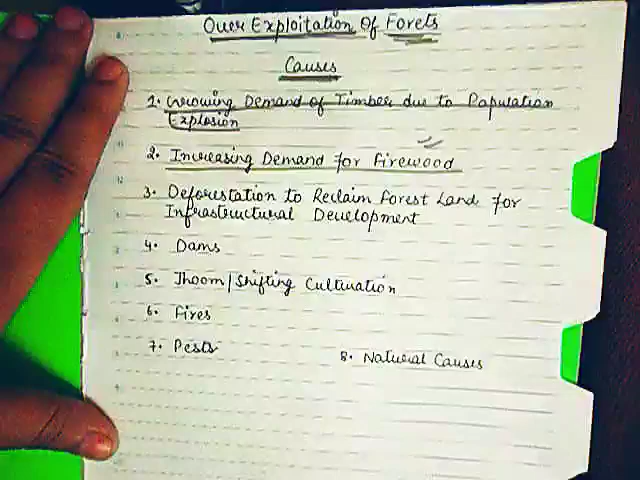 Over Exploitation Of Forets
Causes
1. Growing Demand of Timber due to Population
Explosion
2. Increasing Demand for Firewood
3. Deforestation to Reclaim Forest Land for
Infrastructural Development
4. Dams
5. Jhoom/Shifting Cultivation
6. Fires
7. Pests
8. Natural Causes